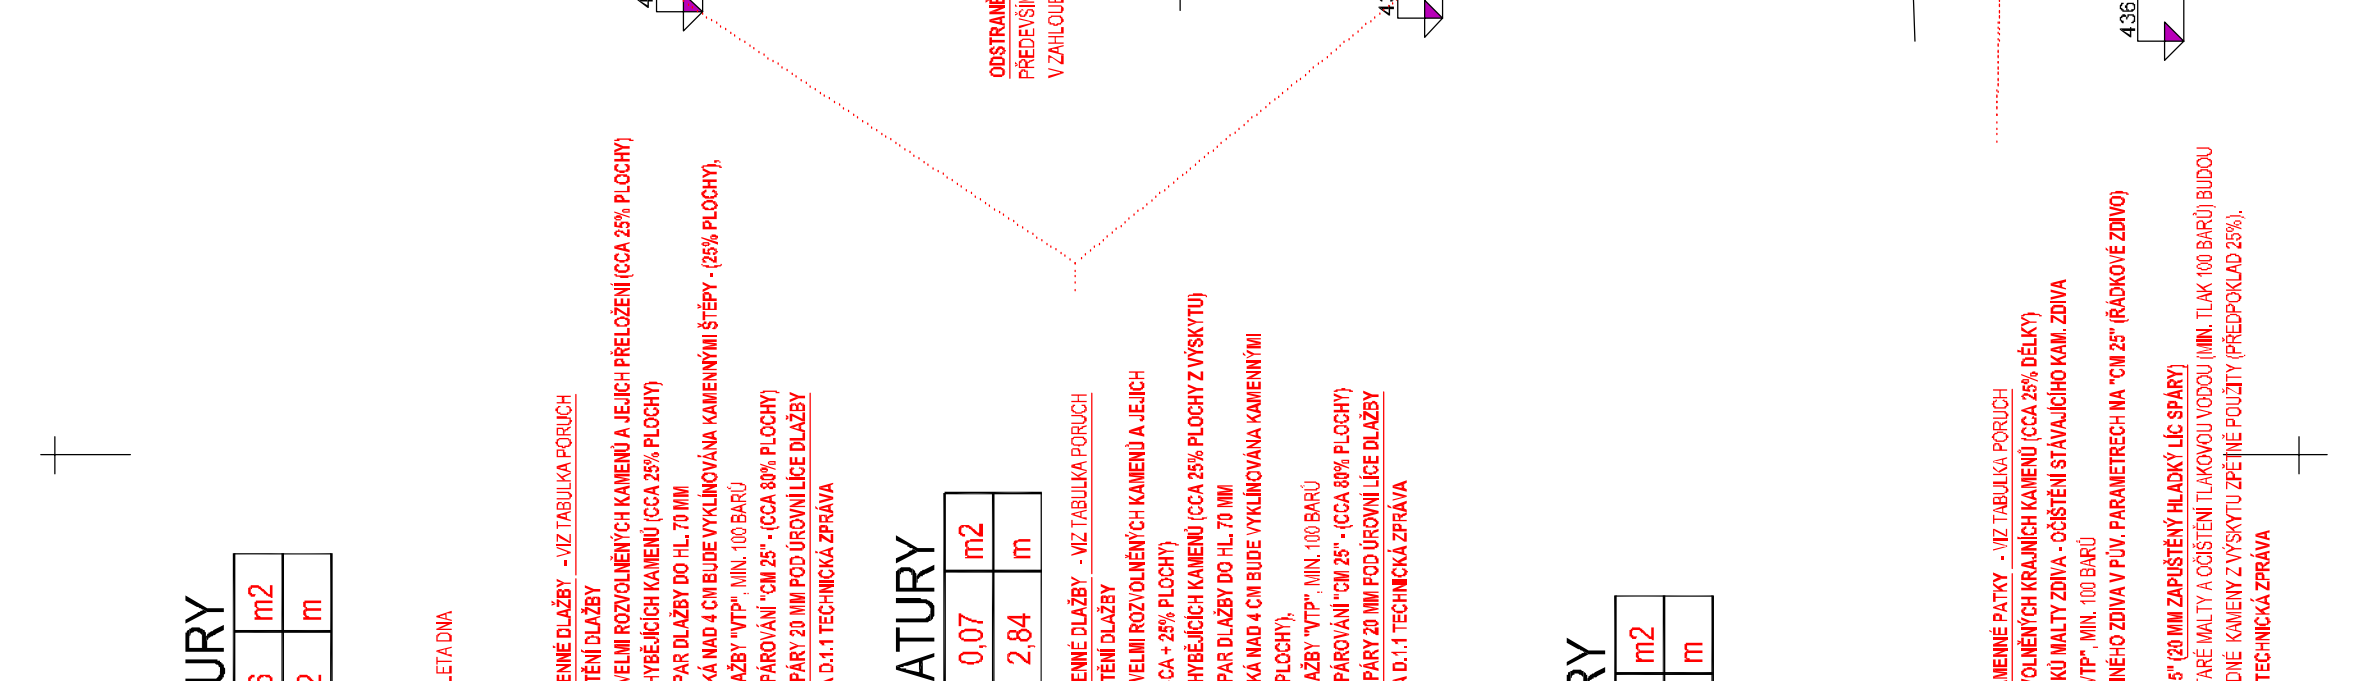 ODSTRANĚ
PŘEDEVŠÍM
V ZAHLOUB
436
URY
m2
m
LETA DNA
ENNÉ DLAŽBY - VIZ TABULKA PORUCH
TĚNÍ DLAŽBY
VELMI ROZVOLNĚNÝCH KAMENŮ A JEJICH PŘELOŽENÍ (CCA 25% PLOCHY)
HYBĚJÍCÍCH KAMENŮ (CCA 25% PLOCHY)
PAR DLAŽBY DO HL. 70 MM
KÁ NAD 4 CM BUDE VYKLÍNOVÁNA KAMENNÝMI ŠTĚPY - (25% PLOCHY),
AŽBY "VTP", MIN. 100 BARŮ
PÁROVÁNÍ "CM 25" - (CCA 80% PLOCHY)
PÁRY 20 MM POD ÚROVNÍ LÍCE DLAŽBY
A D.1.1 TECHNICKÁ ZPRÁVA
ATURY
0,07 m2
2,84 m
ENNÉ DLAŽBY - VIZ TABULKA PORUCH
TĚNÍ DLAŽBY
VELMI ROZVOLNĚNÝCH KAMENŮ A JEJICH
CA + 25% PLOCHY)
HYBĚJÍCÍCH KAMENŮ (CCA 25% PLOCHY Z VÝSKYTU)
PAR DLAŽBY DO HL. 70 MM
KÁ NAD 4 CM BUDE VYKLÍNOVÁNA KAMENNÝMI
PLOCHY),
AŽBY "VTP", MIN. 100 BARŮ
PÁROVÁNÍ "CM 25" - (CCA 80% PLOCHY)
PÁRY 20 MM POD ÚROVNÍ LÍCE DLAŽBY
A D.1.1 TECHNICKÁ ZPRÁVA
RY
m2
m
MENNÉ PATKY - VIZ TABULKA PORUCH
VOLNĚNÝCH KRAJNÍCH KAMENŮ (CCA 25% DÉLKY)
KŮ MALTY ZDIVA - OČIŠTĚNÍ STÁVAJÍCÍHO KAM. ZDIVA
VTP", MIN. 100 BARŮ
NÉHO ZDIVA V PŮV. PARAMETRECH NA "CM 25" (ŘÁDKOVÉ ZDIVO)
5" (20 MM ZAPUŠTĚNÝ HLADKÝ LÍC SPÁRY)
ARÉ MALTY A OČIŠTĚNÍ TLAKOVOU VODOU (MIN. TLAK 100 BARŮ) BUDOU
DNÉ KAMENY Z VÝSKYTU ZPĚTNĚ POUŽITY (PŘEDPOKLAD 25%).
TECHNICKÁ ZPRÁVA